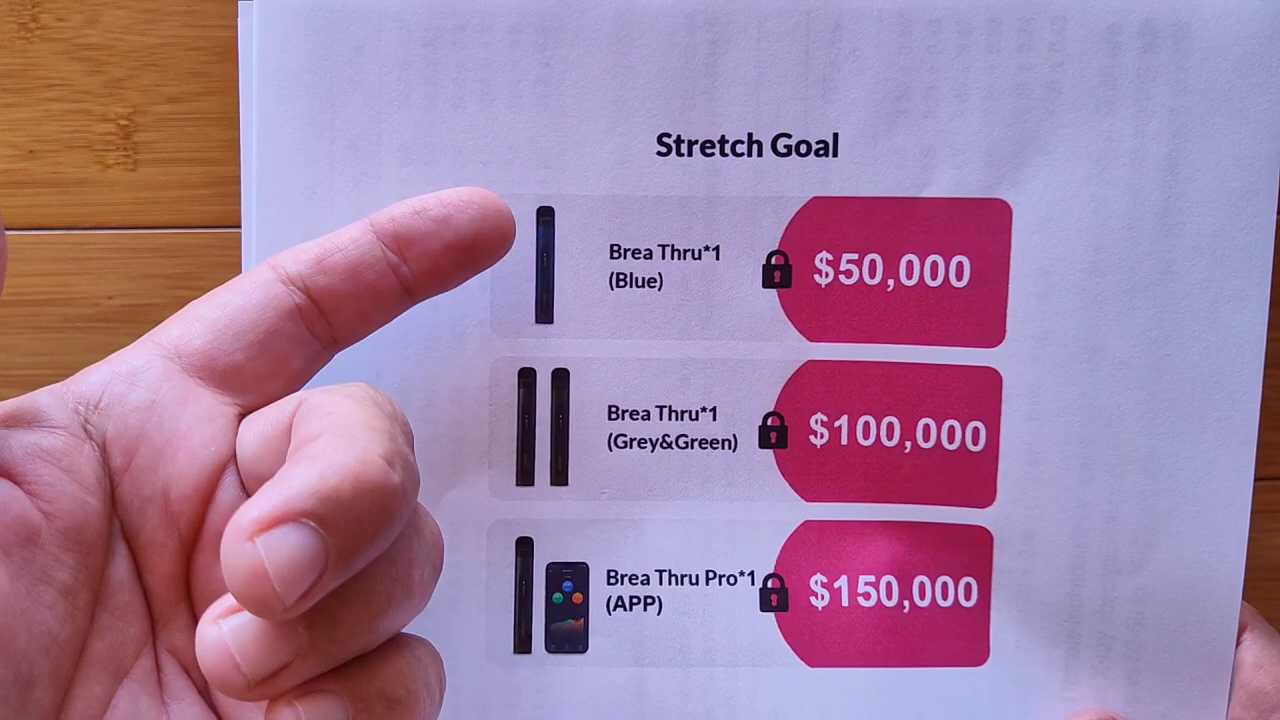 Stretch Goal
Brea Thru*1
(Blue)
$50,000
Brea Thru*1
(Grey&Green)
$100,000
Brea Thru Pro*1
(APP)
$150,000